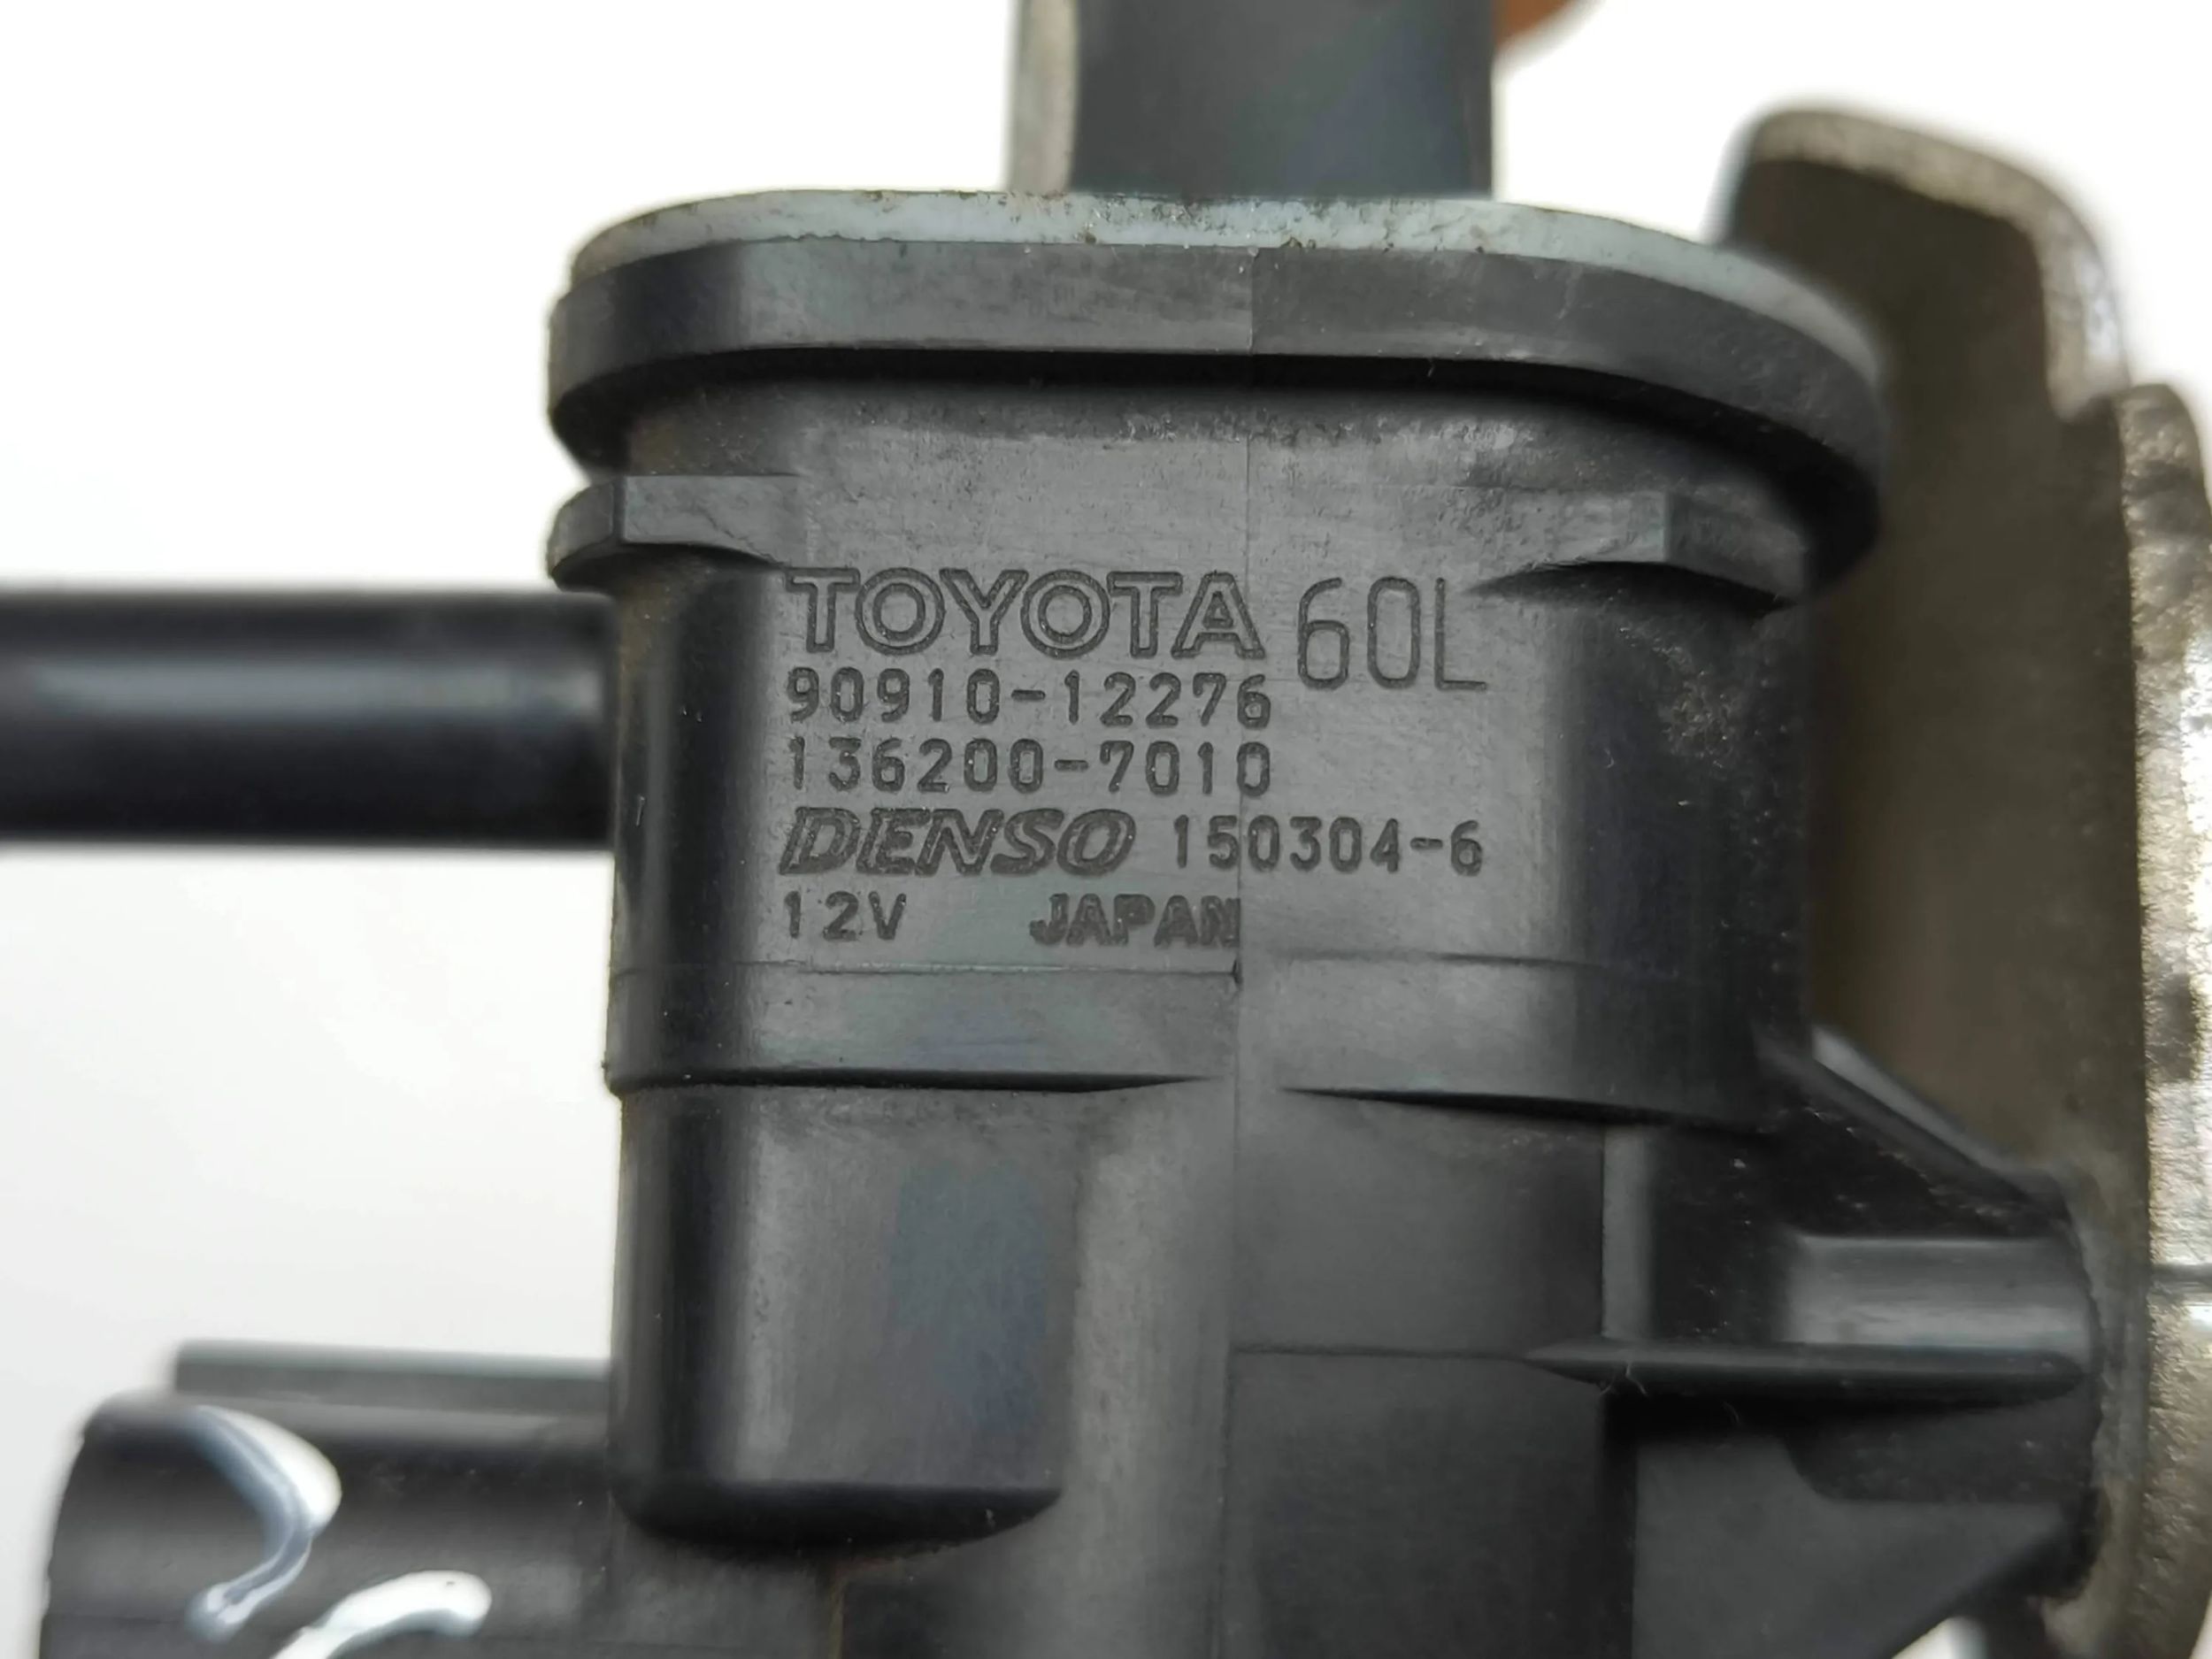 TOYOTA 60L
90910-12276
136200-7010
DENSO 150304-6
12V JAPAN